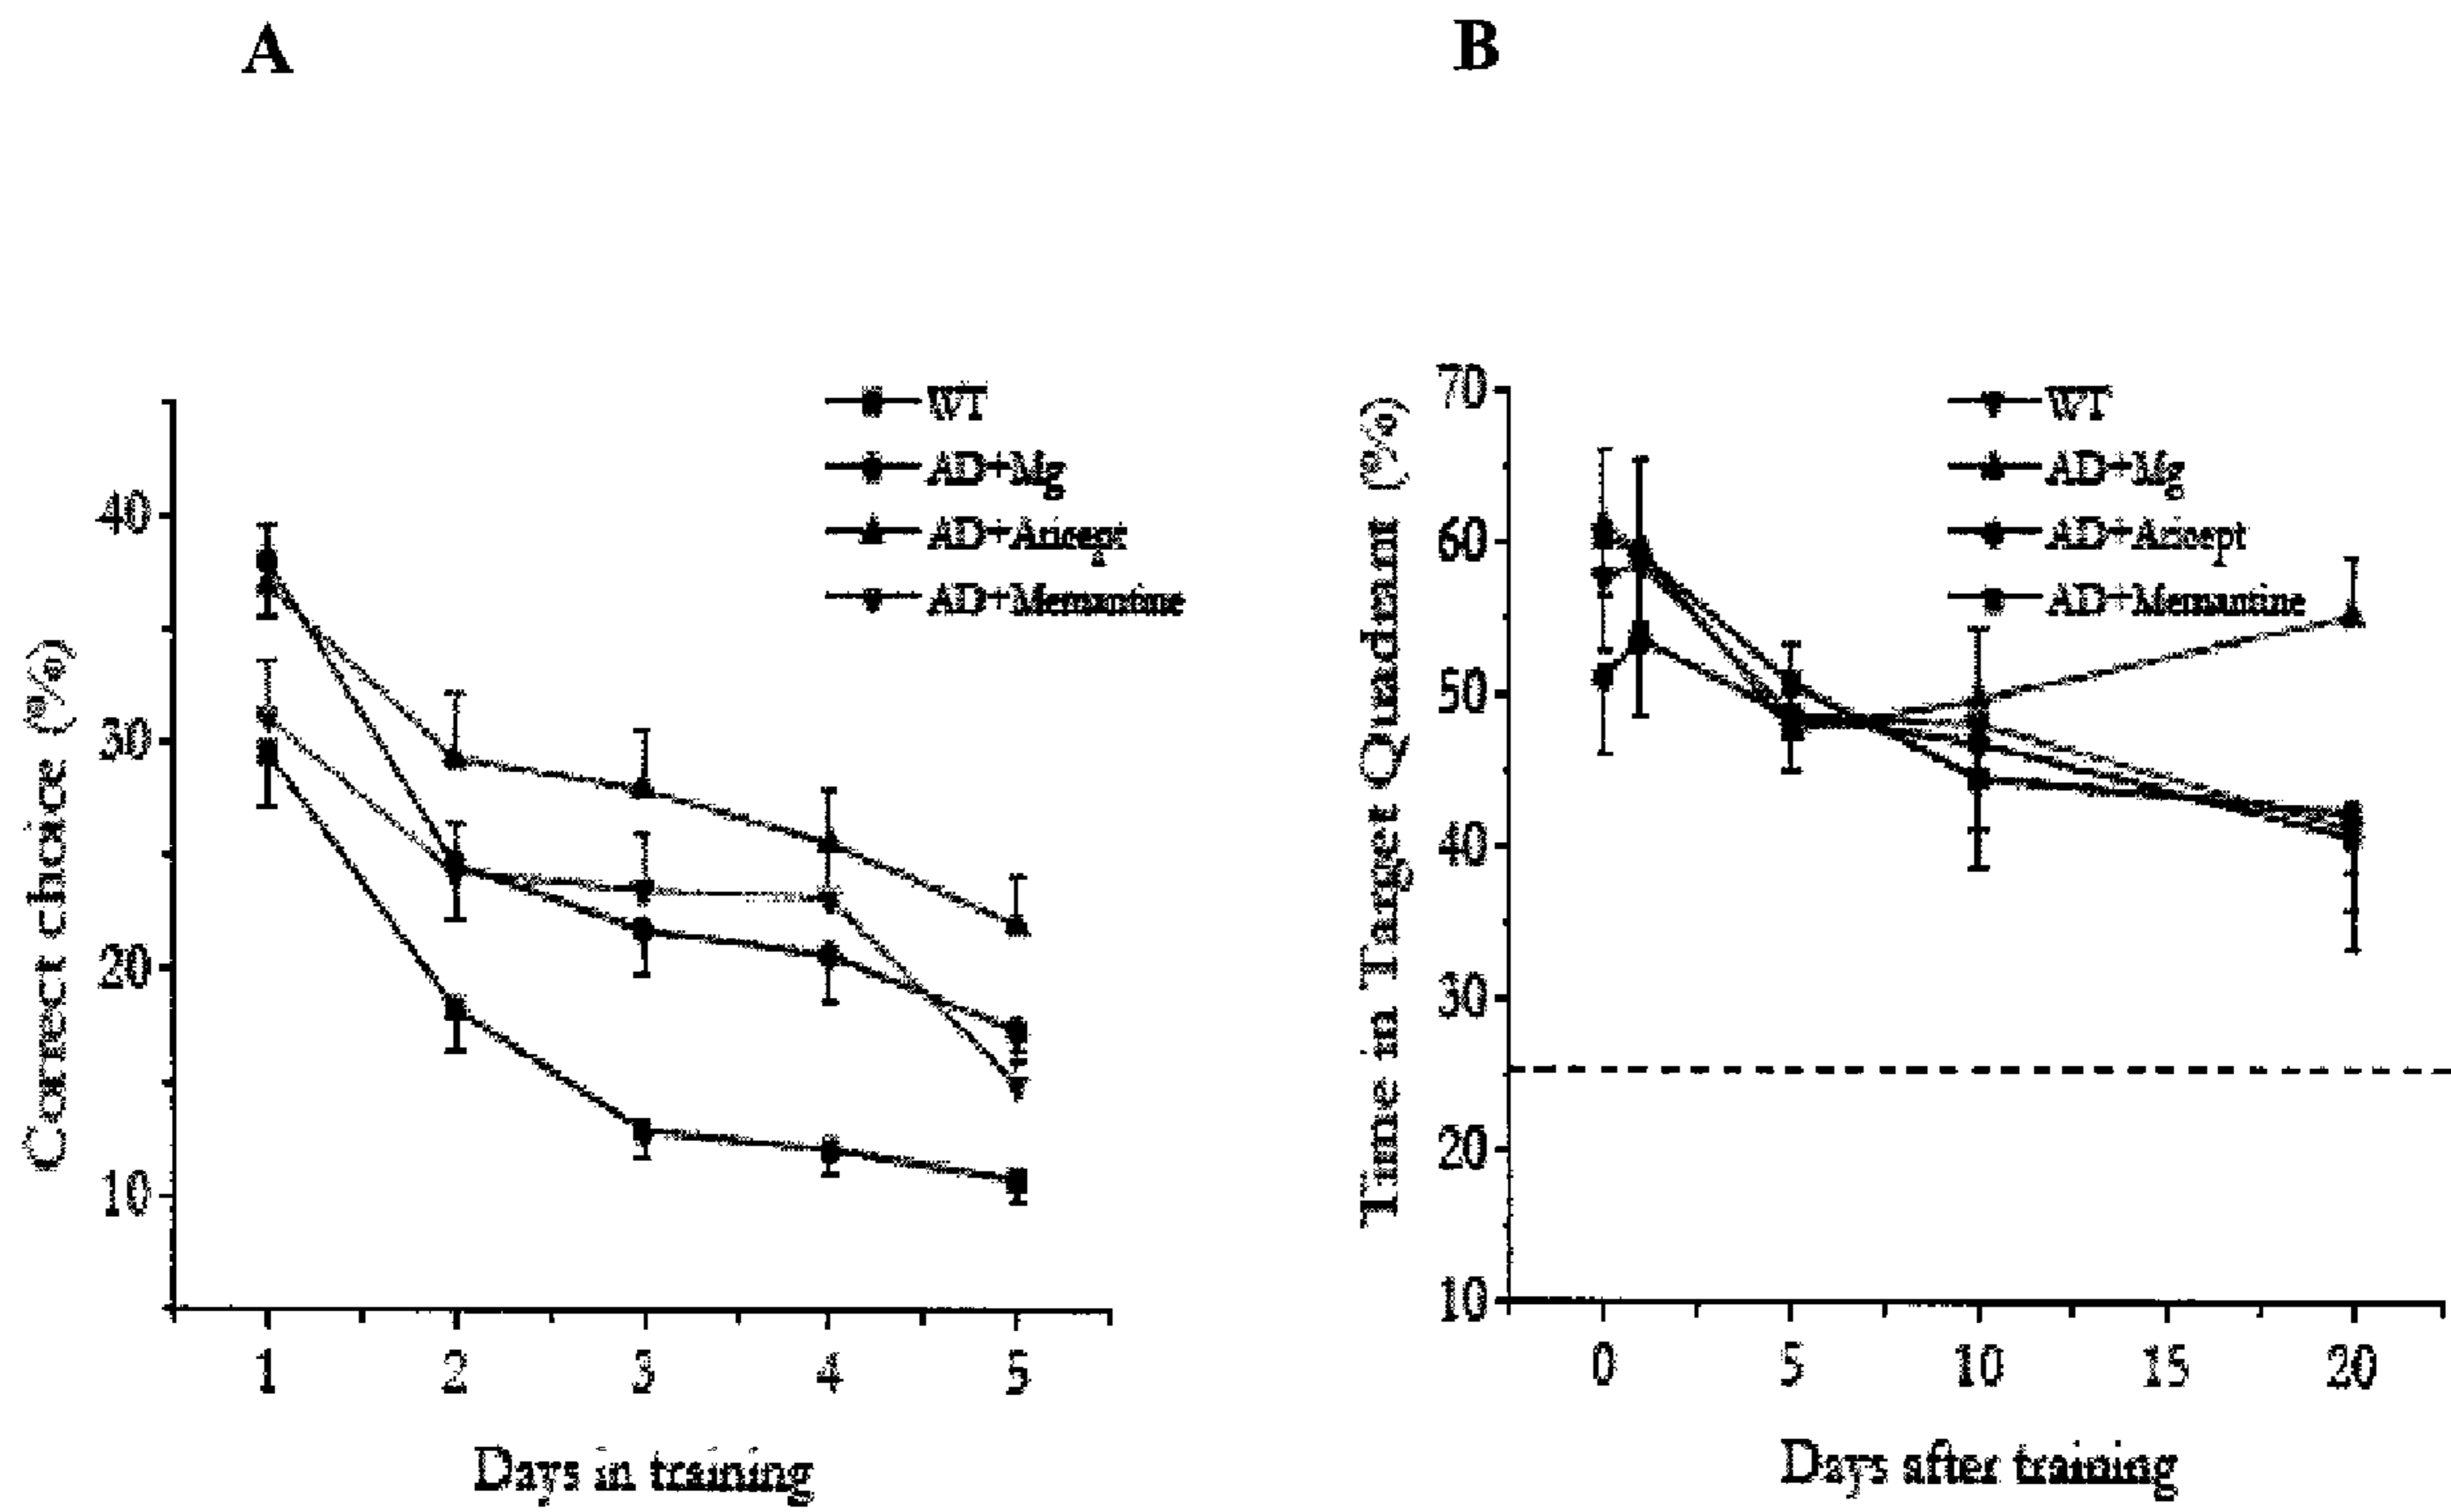 A
B
WT
AD+Mg
AD+Aricept
AD+Memantine
Correct choice (%)
40
30
20
10
1 2 3 4 5
Days in training
WT
AD+Mg
AD+Aricept
AD+Memantine
Time in Target Quadrant (%)
70
60
50
40
30
20
10
0 5 10 15 20
Days after training